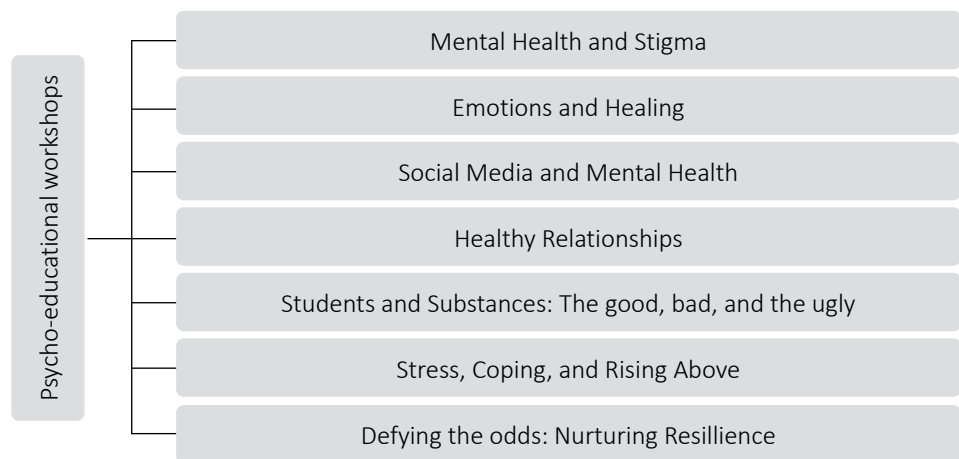 Psycho-educational workshops
Mental Health and Stigma
Emotions and Healing
Social Media and Mental Health
Healthy Relationships
Students and Substances: The good, bad, and the ugly
Stress, Coping, and Rising Above
Defying the odds: Nurturing Resillience